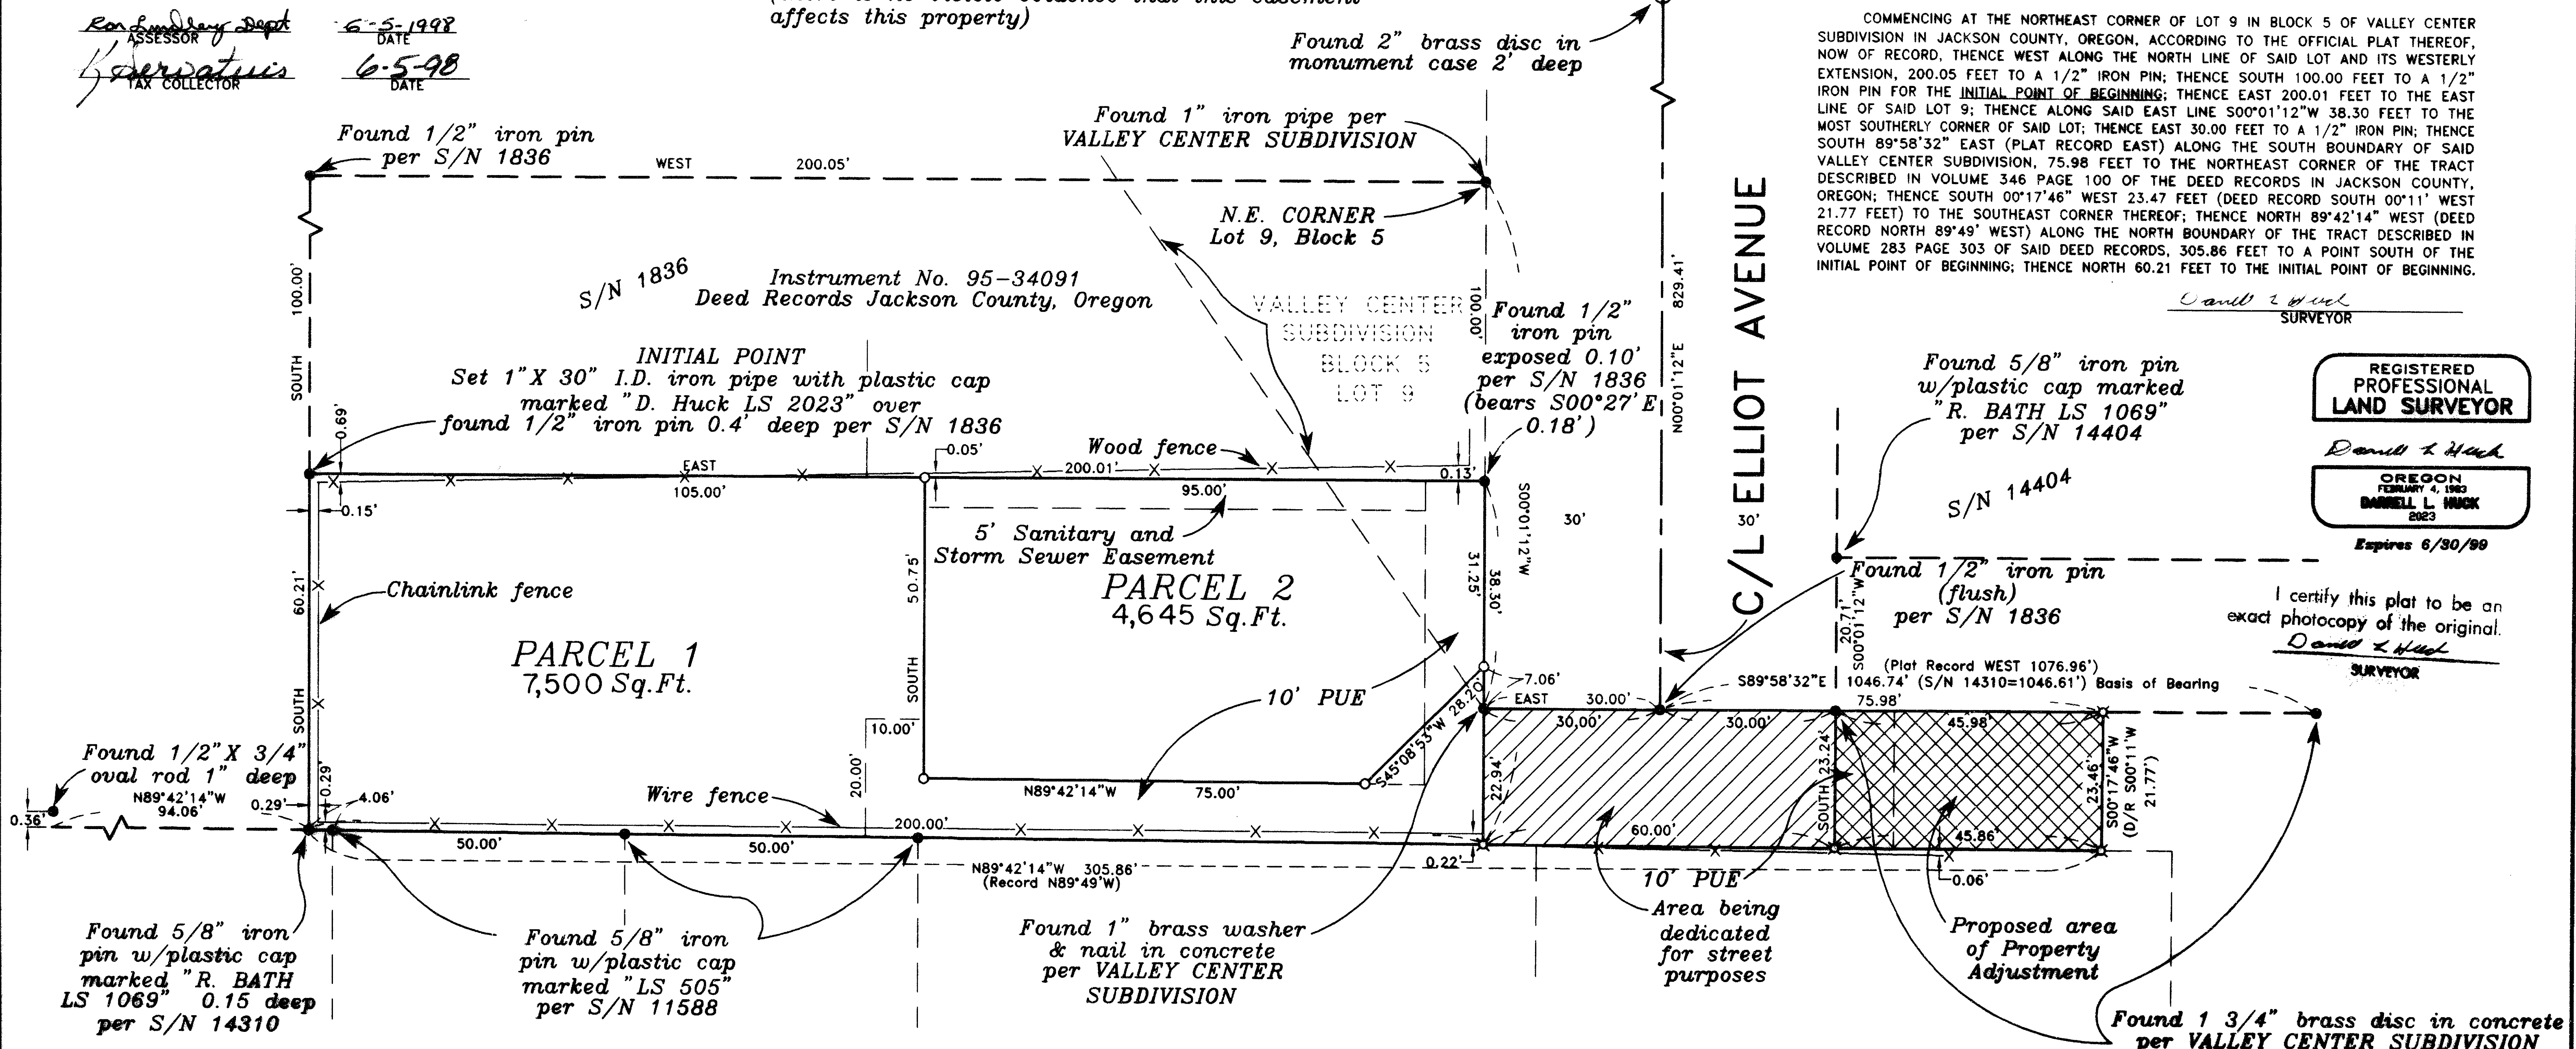 Ron Lindley Dept 6-5-1998
ASSESSOR DATE
K Servatuis 6-5-98
TAX COLLECTOR DATE
affects this property)
Found 2" brass disc in
monument case 2' deep
COMMENCING AT THE NORTHEAST CORNER OF LOT 9 IN BLOCK 5 OF VALLEY CENTER
SUBDIVISION IN JACKSON COUNTY, OREGON, ACCORDING TO THE OFFICIAL PLAT THEREOF,
NOW OF RECORD, THENCE WEST ALONG THE NORTH LINE OF SAID LOT AND ITS WESTERLY
EXTENSION, 200.05 FEET TO A 1/2" IRON PIN; THENCE SOUTH 100.00 FEET TO A 1/2"
IRON PIN FOR THE INITIAL POINT OF BEGINNING; THENCE EAST 200.01 FEET TO THE EAST
LINE OF SAID LOT 9; THENCE ALONG SAID EAST LINE S00°01'12"W 38.30 FEET TO THE
MOST SOUTHERLY CORNER OF SAID LOT; THENCE EAST 30.00 FEET TO A 1/2" IRON PIN; THENCE
SOUTH 89°58'32" EAST (PLAT RECORD EAST) ALONG THE SOUTH BOUNDARY OF SAID
VALLEY CENTER SUBDIVISION, 75.98 FEET TO THE NORTHEAST CORNER OF THE TRACT
DESCRIBED IN VOLUME 346 PAGE 100 OF THE DEED RECORDS IN JACKSON COUNTY,
OREGON; THENCE SOUTH 00°17'46" WEST 23.47 FEET (DEED RECORD SOUTH 00°11' WEST
21.77 FEET) TO THE SOUTHEAST CORNER THEREOF; THENCE NORTH 89°42'14" WEST (DEED
RECORD NORTH 89°49' WEST) ALONG THE NORTH BOUNDARY OF THE TRACT DESCRIBED IN
VOLUME 283 PAGE 303 OF SAID DEED RECORDS, 305.86 FEET TO A POINT SOUTH OF THE
INITIAL POINT OF BEGINNING; THENCE NORTH 60.21 FEET TO THE INITIAL POINT OF BEGINNING.
Darrell L Huck
SURVEYOR
Found 1/2" iron pin
per S/N 1836
WEST 200.05'
Found 1" iron pipe per
VALLEY CENTER SUBDIVISION
N.E. CORNER
Lot 9, Block 5
100.00'
SOUTH
S/N 1836
Instrument No. 95-34091
Deed Records Jackson County, Oregon
VALLEY CENTER
SUBDIVISION
BLOCK 5
LOT 9
100.00'
Found 1/2"
iron pin
exposed 0.10'
per S/N 1836
(bears S00°27'E
0.18')
829.41'
N00°01'12"E
C/L ELLIOT AVENUE
INITIAL POINT
Set 1"X 30" I.D. iron pipe with plastic cap
marked "D. Huck LS 2023" over
found 1/2" iron pin 0.4' deep per S/N 1836
0.69'
0.15'
EAST
105.00'
0.05'
Wood fence
200.01'
95.00'
0.13'
5' Sanitary and
Storm Sewer Easement
Found 5/8" iron pin
w/plastic cap marked
"R. BATH LS 1069"
per S/N 14404
S/N 14404
REGISTERED
PROFESSIONAL
LAND SURVEYOR
Darrell L Huck
OREGON
FEBRUARY 4, 1983
DARRELL L. HUCK
2023
Expires 6/30/99
I certify this plat to be an
exact photocopy of the original.
Darrell L Huck
SURVEYOR
60.21'
SOUTH
Chainlink fence
PARCEL 1
7,500 Sq.Ft.
50.75'
SOUTH
PARCEL 2
4,645 Sq.Ft.
31.25'
38.30'
S00°01'12"W
30'
30'
Found 1/2" iron pin
(flush)
per S/N 1836
20.71'
S00°01'12"W
(Plat Record WEST 1076.96')
S89°58'32"E 1046.74' (S/N 14310=1046.61') Basis of Bearing
75.98'
7.06'
EAST 30.00'
30.00'
30.00'
45.98'
10' PUE
S45°08'53"W 28.20'
10.00'
20.00'
N89°42'14"W 75.00'
22.94'
SOUTH 23.24'
23.46'
S00°17'46"W
(D/R S00°11'W
21.77')
Found 1/2"X 3/4"
oval rod 1" deep
N89°42'14"W
94.06'
0.36'
0.29'
0.29'
4.06'
Wire fence
200.00'
50.00'
50.00'
N89°42'14"W 305.86'
(Record N89°49'W)
0.22'
60.00'
45.86'
0.06'
10' PUE
Area being
dedicated
for street
purposes
Proposed area
of Property
Adjustment
Found 5/8" iron
pin w/plastic cap
marked "R. BATH
LS 1069" 0.15 deep
per S/N 14310
Found 5/8" iron
pin w/plastic cap
marked "LS 505"
per S/N 11588
Found 1" brass washer
& nail in concrete
per VALLEY CENTER
SUBDIVISION
Found 1 3/4" brass disc in concrete
per VALLEY CENTER SUBDIVISION